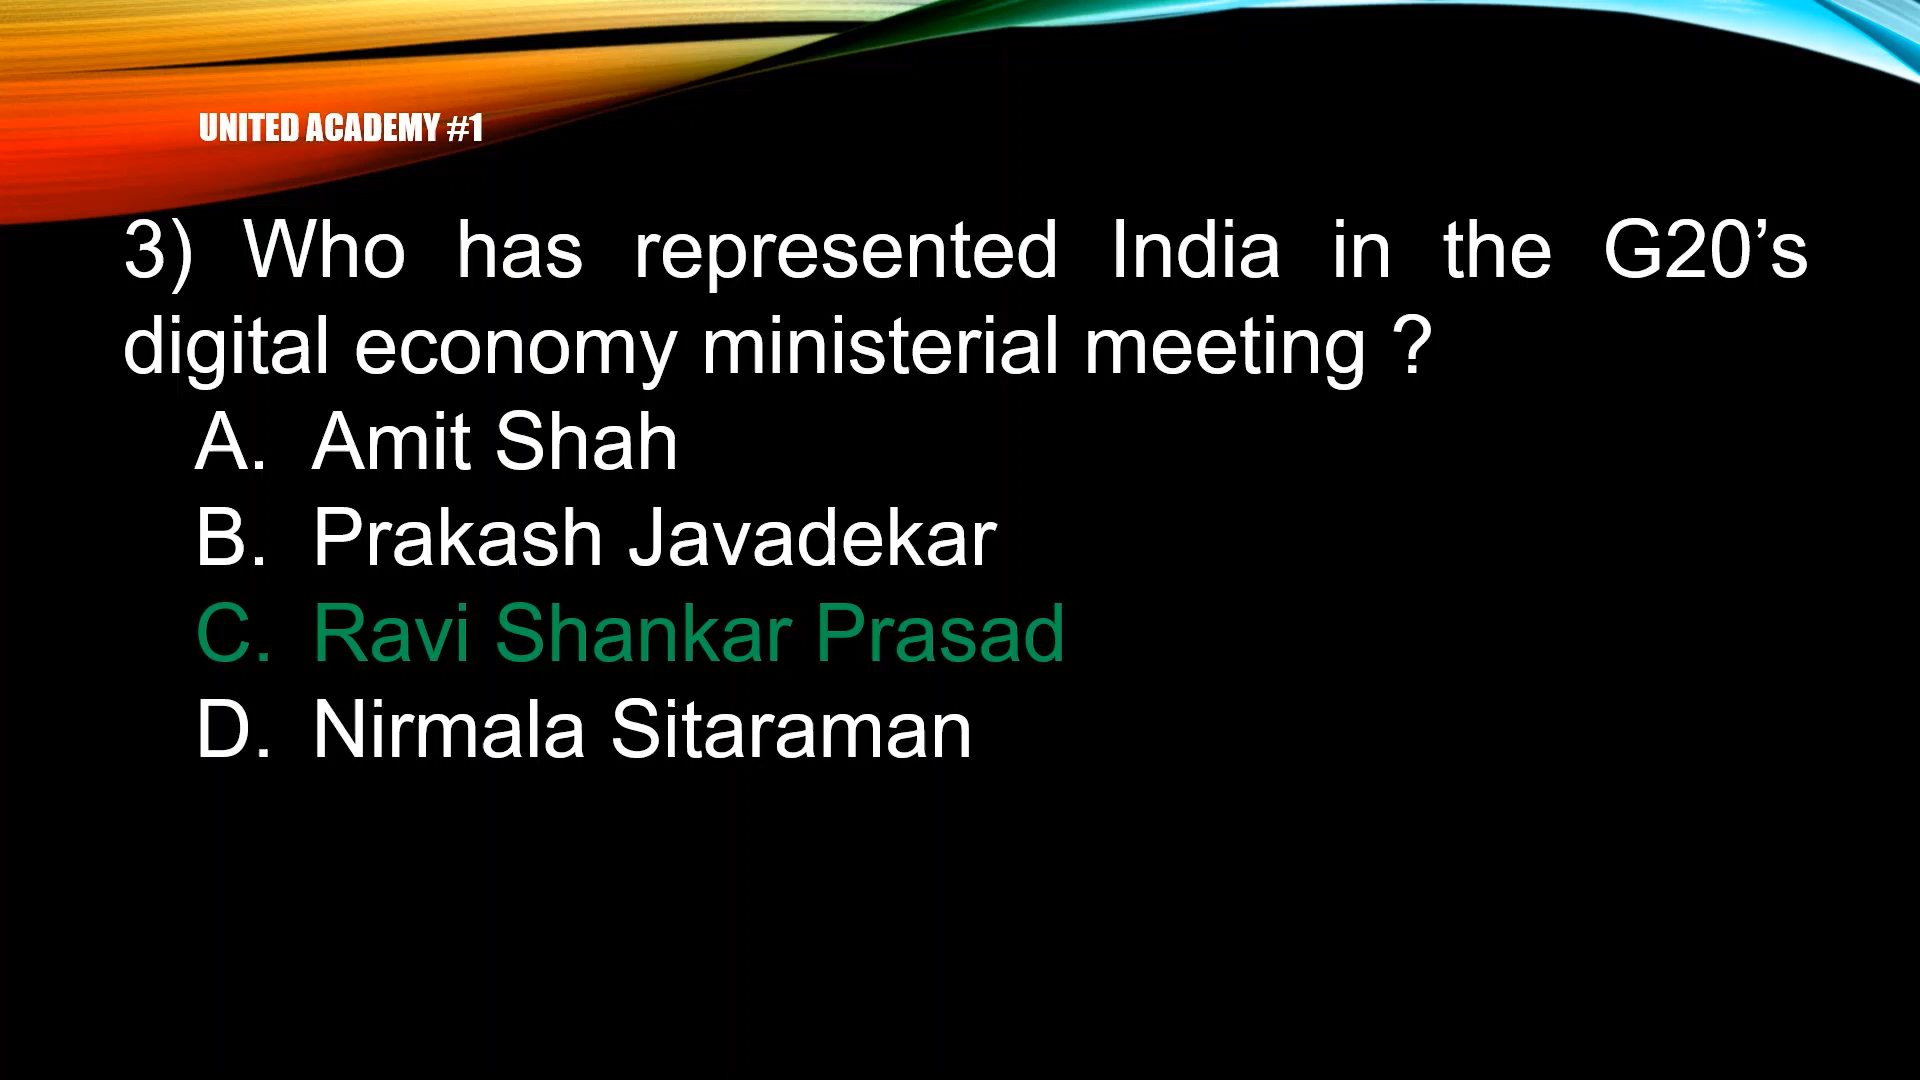 UNITED ACADEMY #1
3) Who has represented India in the G20’s
digital economy ministerial meeting ?
A. Amit Shah
B. Prakash Javadekar
C. Ravi Shankar Prasad
D. Nirmala Sitaraman